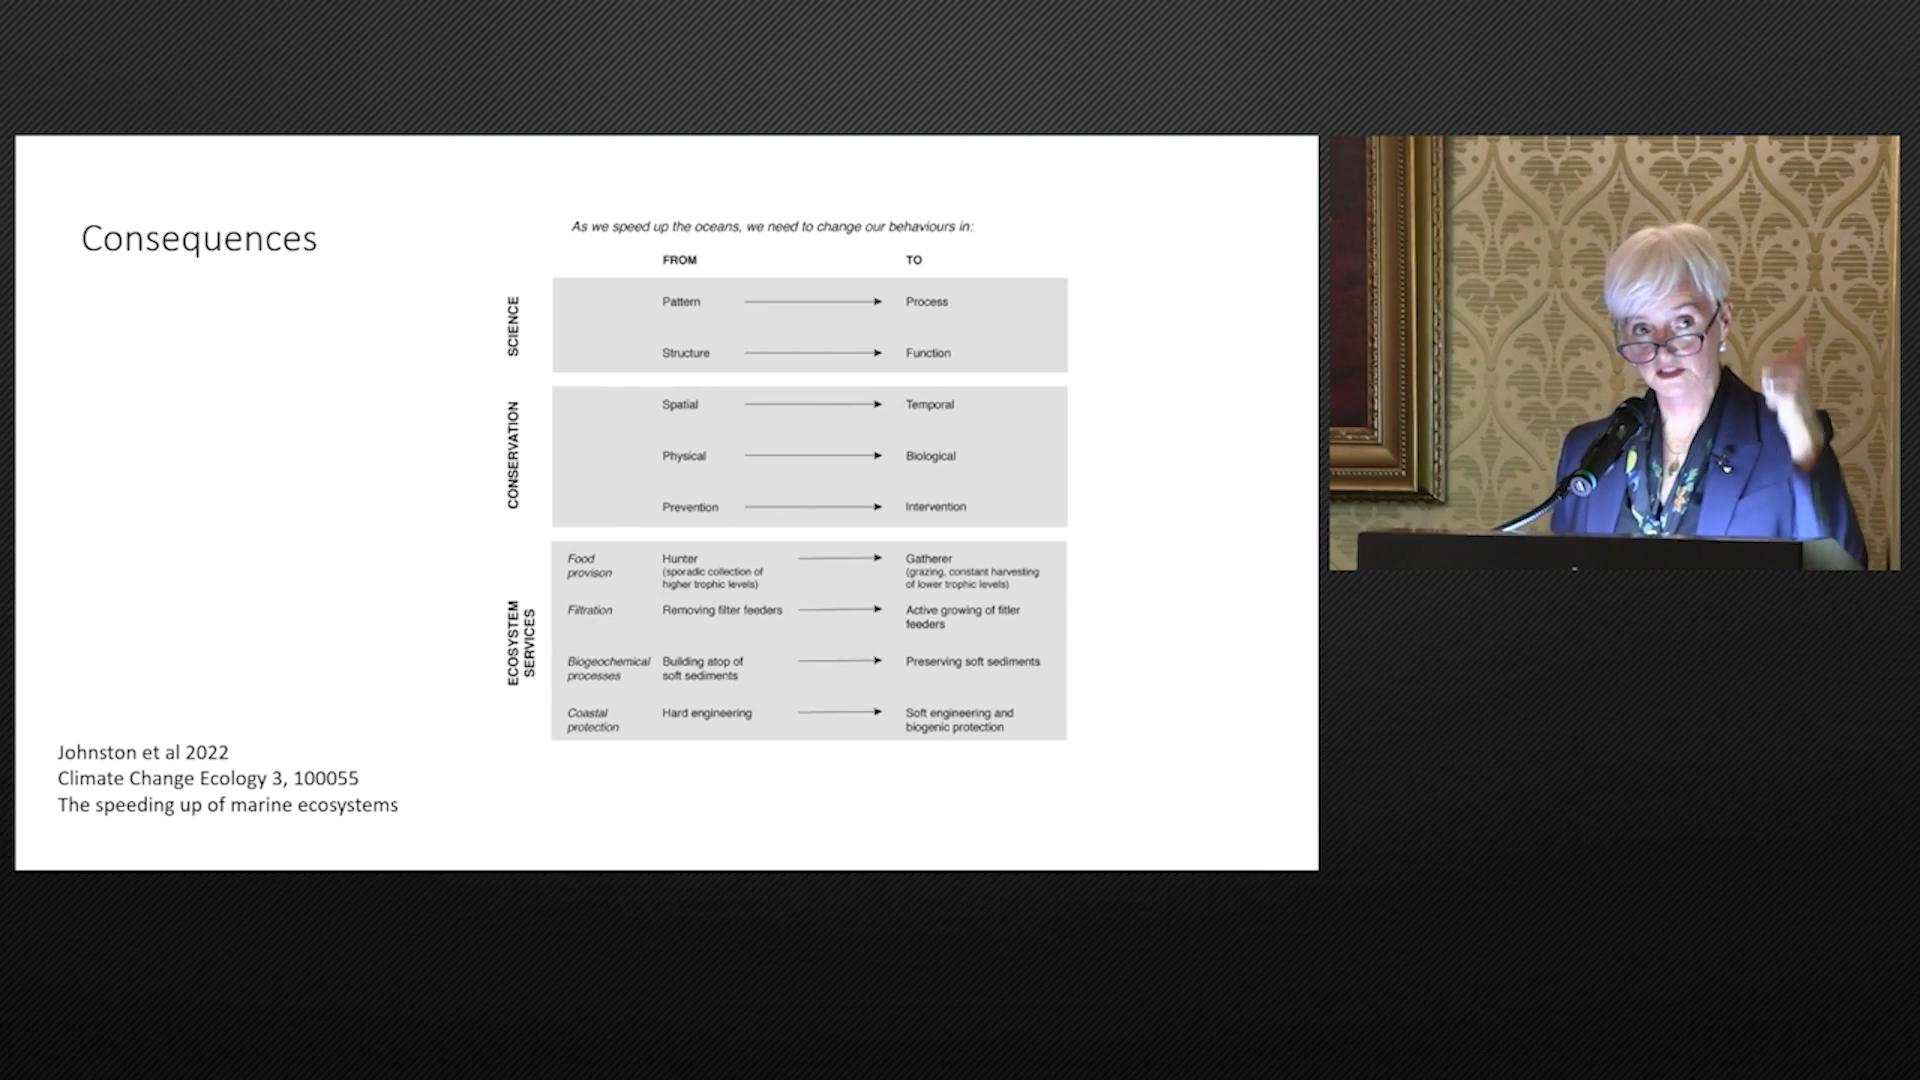 Consequences
As we speed up the oceans, we need to change our behaviours in:
FROM
TO
SCIENCE
Pattern
Process
Structure
Function
CONSERVATION
Spatial
Temporal
Physical
Biological
Prevention
Intervention
ECOSYSTEM
SERVICES
Food
provison
Hunter
(sporadic collection of
higher trophic levels)
Gatherer
(grazing, constant harvesting
of lower trophic levels)
Filtration
Removing filter feeders
Active growing of fitler
feeders
Biogeochemical
processes
Building atop of
soft sediments
Preserving soft sediments
Coastal
protection
Hard engineering
Soft engineering and
biogenic protection
Johnston et al 2022
Climate Change Ecology 3, 100055
The speeding up of marine ecosystems